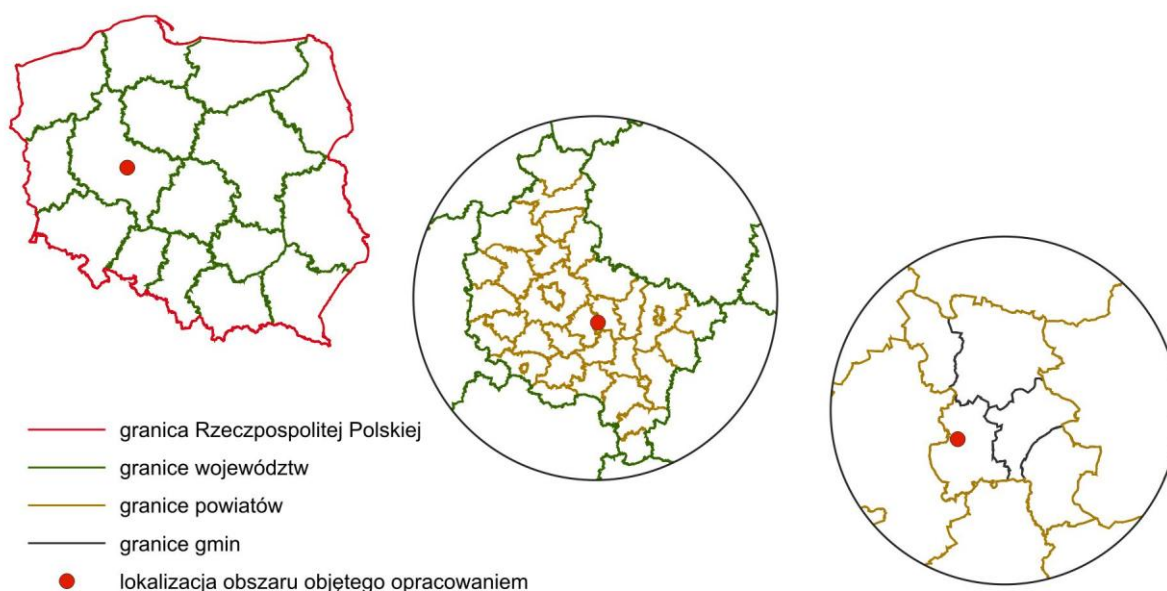 granica Rzeczpospolitej Polskiej
granice województw
granice powiatów
granice gmin
lokalizacja obszaru objętego opracowaniem